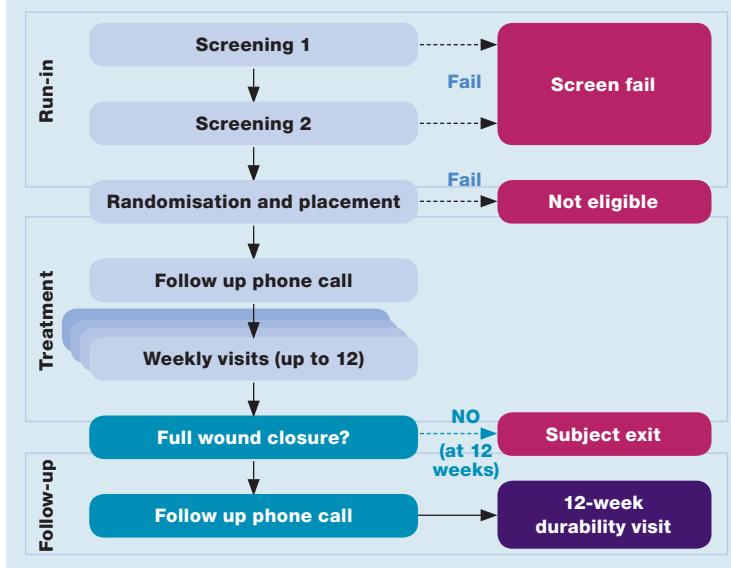 Run-in
Screening 1
Fail
Screen fail
Screening 2
Randomisation and placement
Fail
Not eligible
Treatment
Follow up phone call
Weekly visits (up to 12)
Full wound closure?
NO
(at 12
weeks)
Subject exit
Follow-up
Follow up phone call
12-week
durability visit